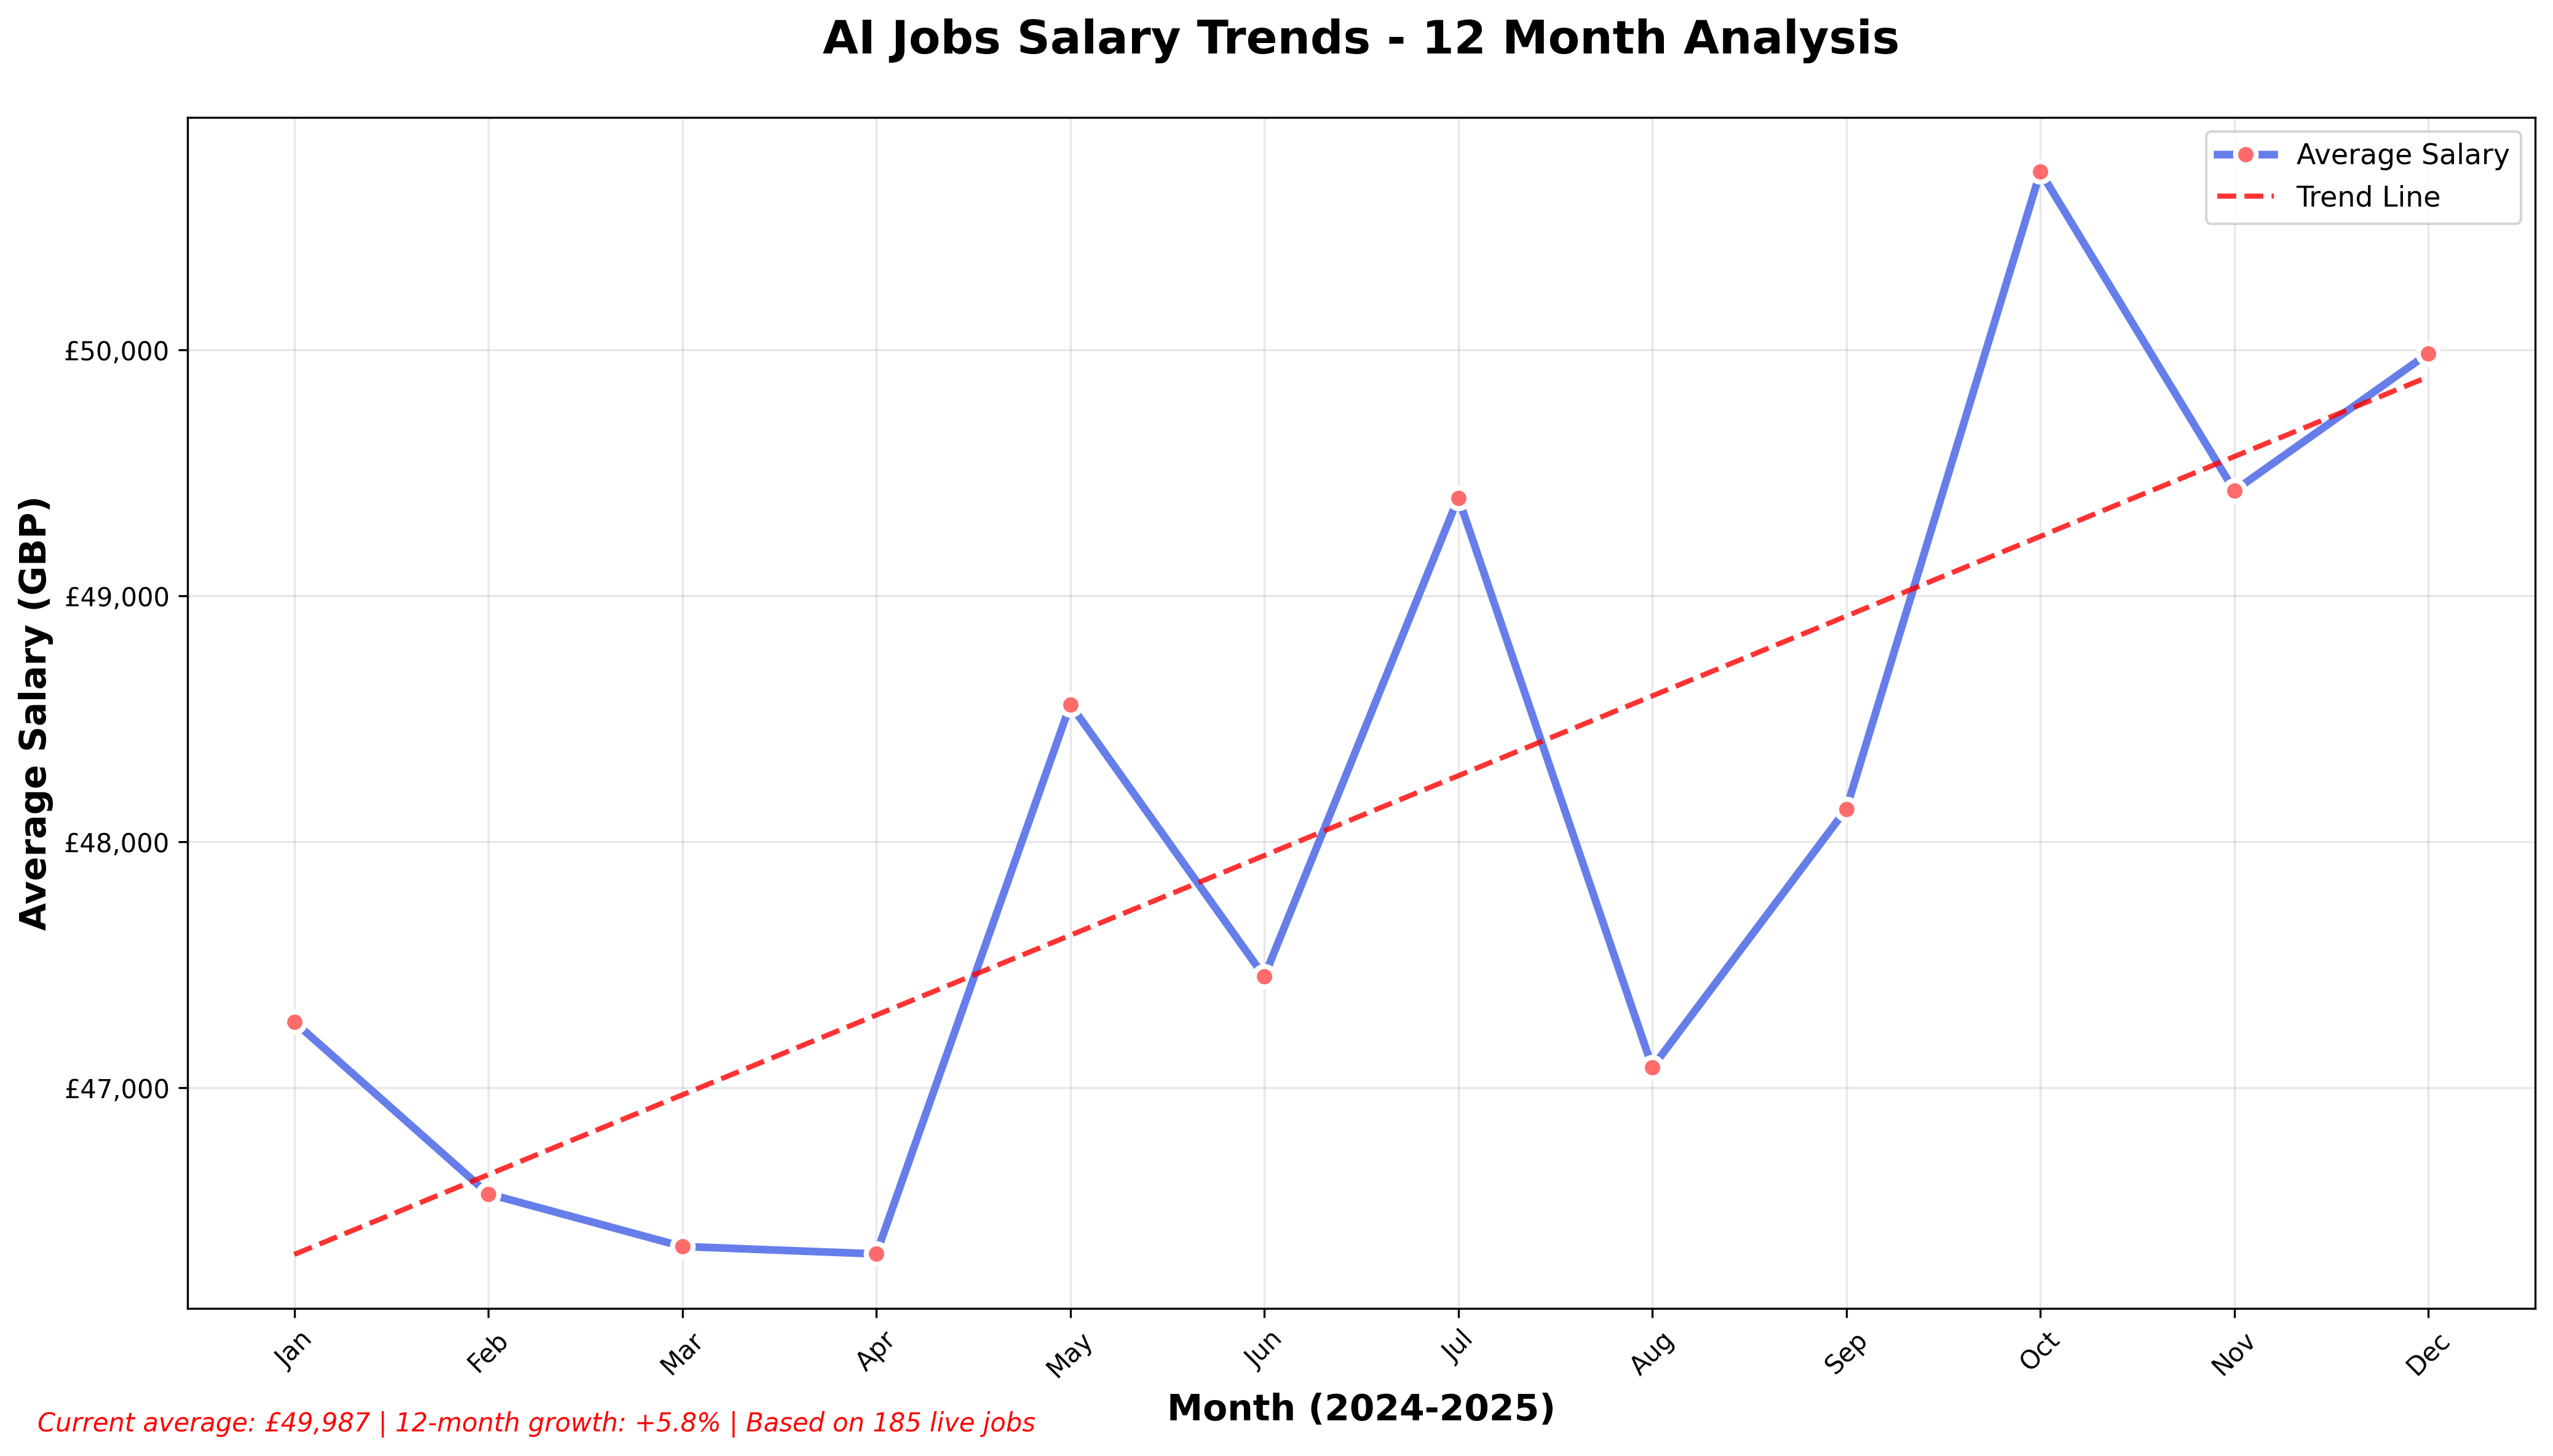 AI Jobs Salary Trends - 12 Month Analysis
Average Salary
Trend Line
Average Salary (GBP)
£50,000
£49,000
£48,000
£47,000
Jan
Feb
Mar
Apr
May
Jun
Jul
Aug
Sep
Oct
Nov
Dec
Month (2024-2025)
Current average: £49,987 | 12-month growth: +5.8% | Based on 185 live jobs